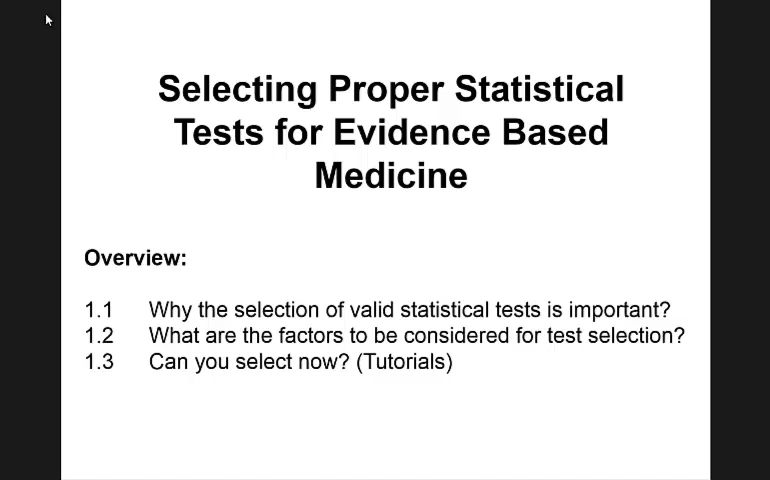 Selecting Proper Statistical
Tests for Evidence Based
Medicine
Overview:
1.1 Why the selection of valid statistical tests is important?
1.2 What are the factors to be considered for test selection?
1.3 Can you select now? (Tutorials)